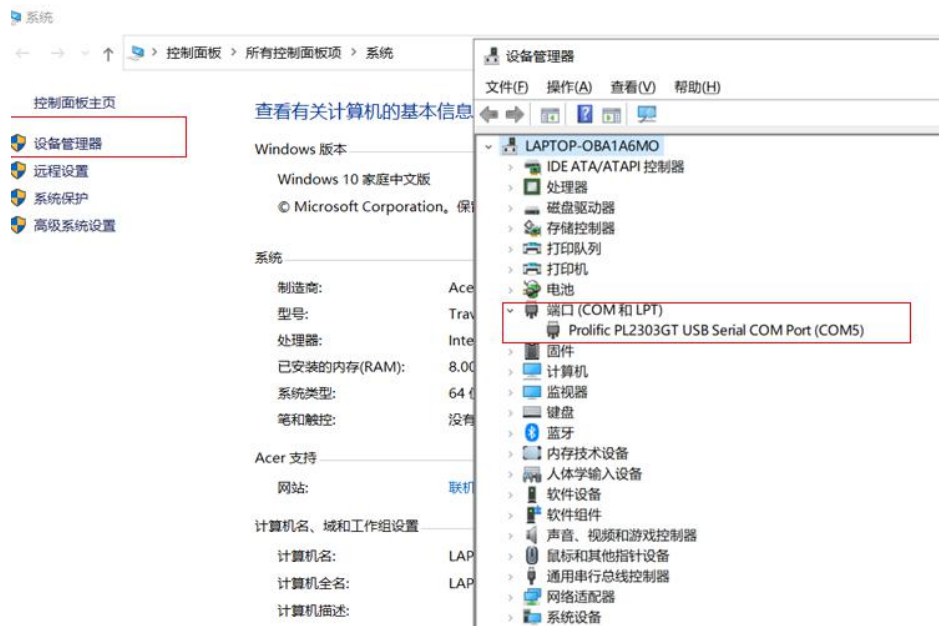 系统
控制面板 > 所有控制面板项 > 系统
控制面板主页
设备管理器
远程设置
系统保护
高级系统设置
查看有关计算机的基本信息
Windows 版本
Windows 10 家庭中文版
© Microsoft Corporation。保
系统
制造商: Ace
型号: Trav
处理器: Inte
已安装的内存(RAM): 8.00
系统类型: 64
笔和触控: 没有
Acer 支持
网站: 联机
计算机名、域和工作组设置
计算机名: LAP
计算机全名: LAP
计算机描述:
设备管理器
文件(F) 操作(A) 查看(V) 帮助(H)
LAPTOP-OBA1A6MO
IDE ATA/ATAPI 控制器
处理器
磁盘驱动器
存储控制器
打印队列
打印机
电池
端口 (COM 和 LPT)
Prolific PL2303GT USB Serial COM Port (COM5)
固件
计算机
监视器
键盘
蓝牙
内存技术设备
人体学输入设备
软件设备
软件组件
声音、视频和游戏控制器
鼠标和其他指针设备
通用串行总线控制器
网络适配器
系统设备